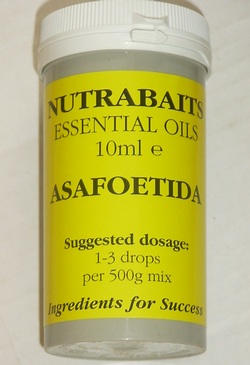 NUTRABAITS
ESSENTIAL OILS
10ml e
ASAFOETIDA
Suggested dosage:
1-3 drops
per 500g mix
Ingredients for Success